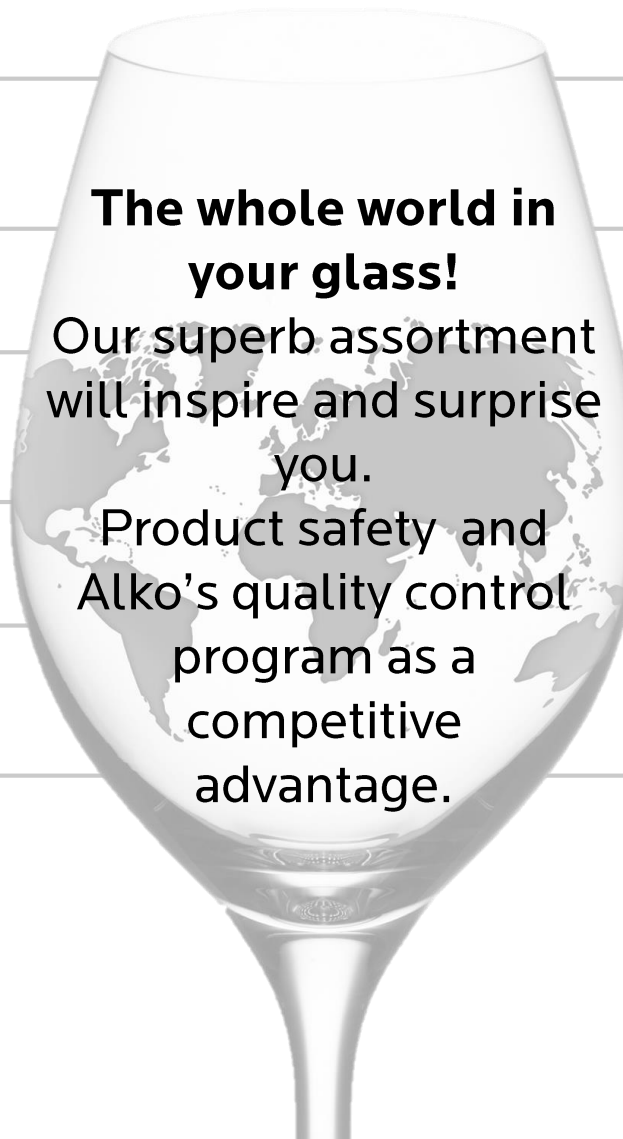 The whole world in
your glass!
Our superb assortment
will inspire and surprise
you.
Product safety  and
Alko’s quality control
program as a
competitive
advantage.